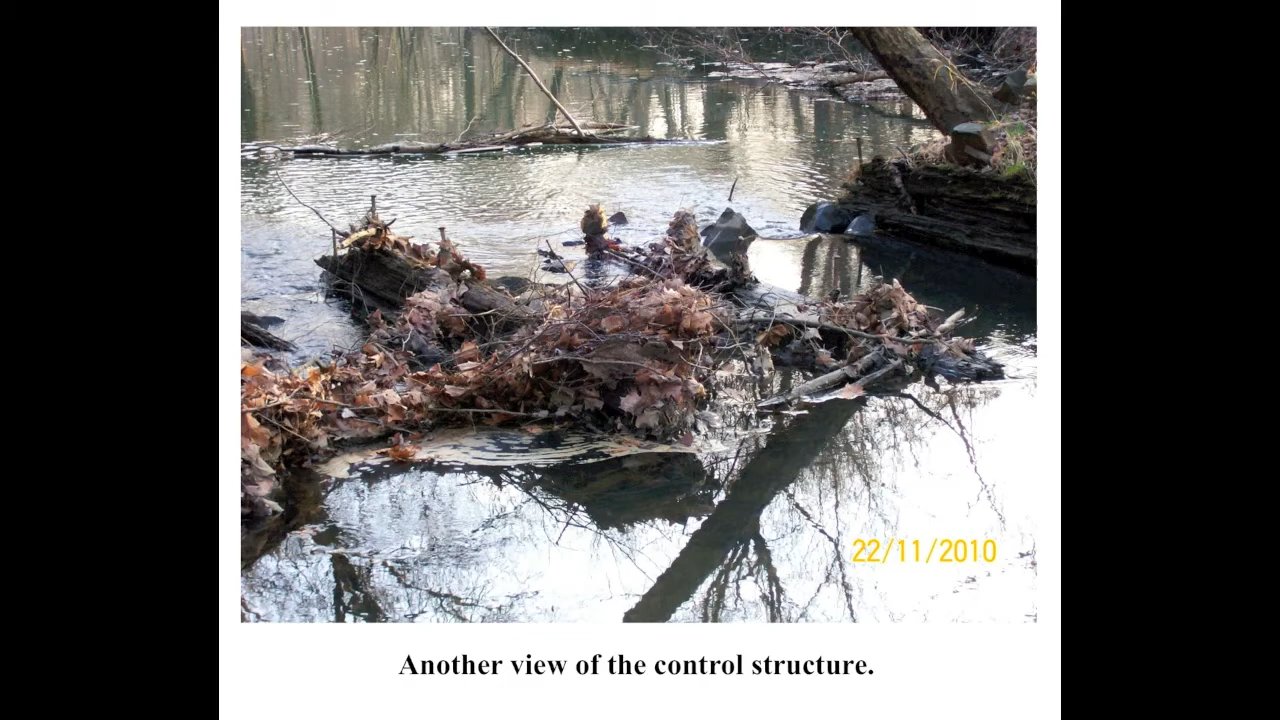 22/11/2010
Another view of the control structure.